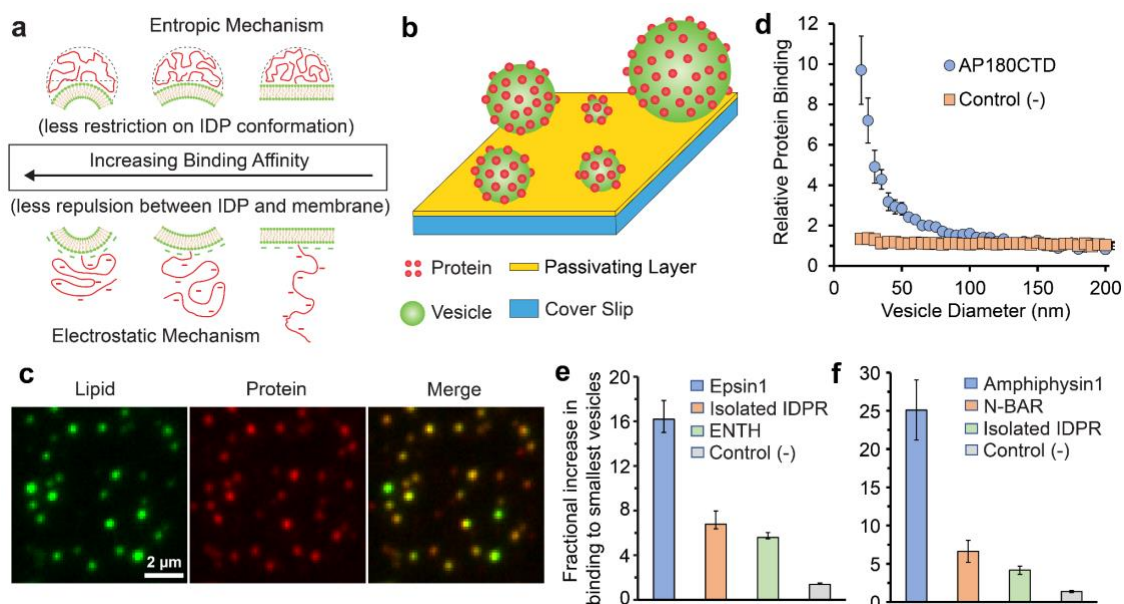 a
Entropic Mechanism
(less restriction on IDP conformation)
Increasing Binding Affinity
(less repulsion between IDP and membrane)
Electrostatic Mechanism
b
Protein
Passivating Layer
Vesicle
Cover Slip
d
Relative Protein Binding
12
10
8
6
4
2
0
AP180CTD
Control (-)
0
50
100
150
200
Vesicle Diameter (nm)
c
Lipid
Protein
Merge
2 µm
e
Fractional increase in
binding to smallest vesicles
20
16
12
8
4
0
Epsin1
Isolated IDPR
ENTH
Control (-)
f
30
25
20
15
10
5
0
Amphiphysin1
N-BAR
Isolated IDPR
Control (-)